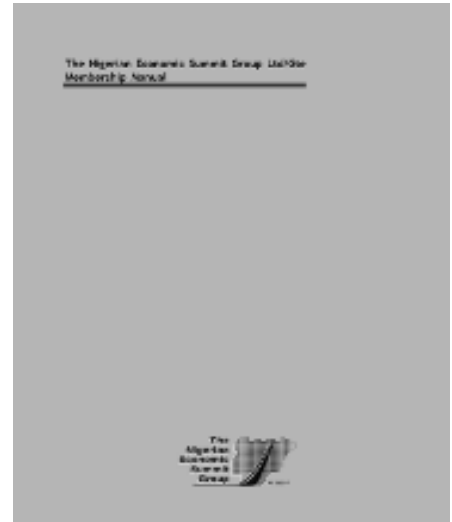 The Nigerian Economic Summit Group Ltd/Gte
Membership Manual
The
Nigerian
Economic
Summit
Group